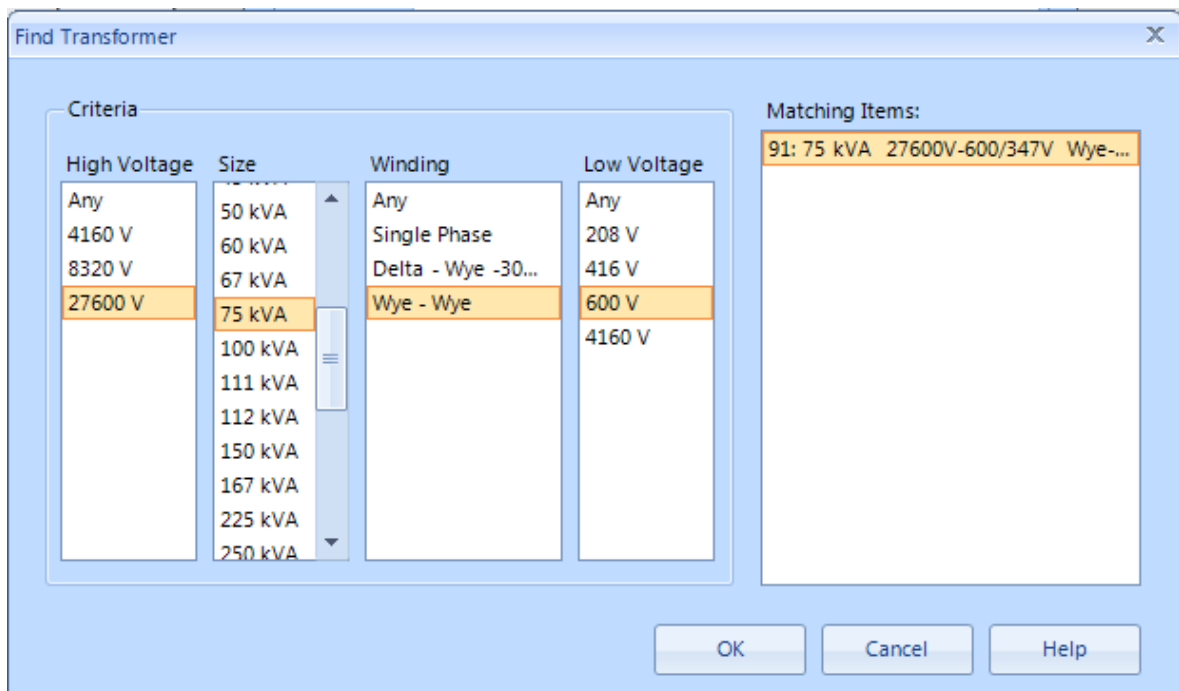 Find Transformer
Criteria
High Voltage
Any
4160 V
8320 V
27600 V
Size
50 kVA
60 kVA
67 kVA
75 kVA
100 kVA
111 kVA
112 kVA
150 kVA
167 kVA
225 kVA
250 kVA
Winding
Any
Single Phase
Delta - Wye -30...
Wye - Wye
Low Voltage
Any
208 V
416 V
600 V
4160 V
Matching Items:
91: 75 kVA 27600V-600/347V Wye-...
OK
Cancel
Help